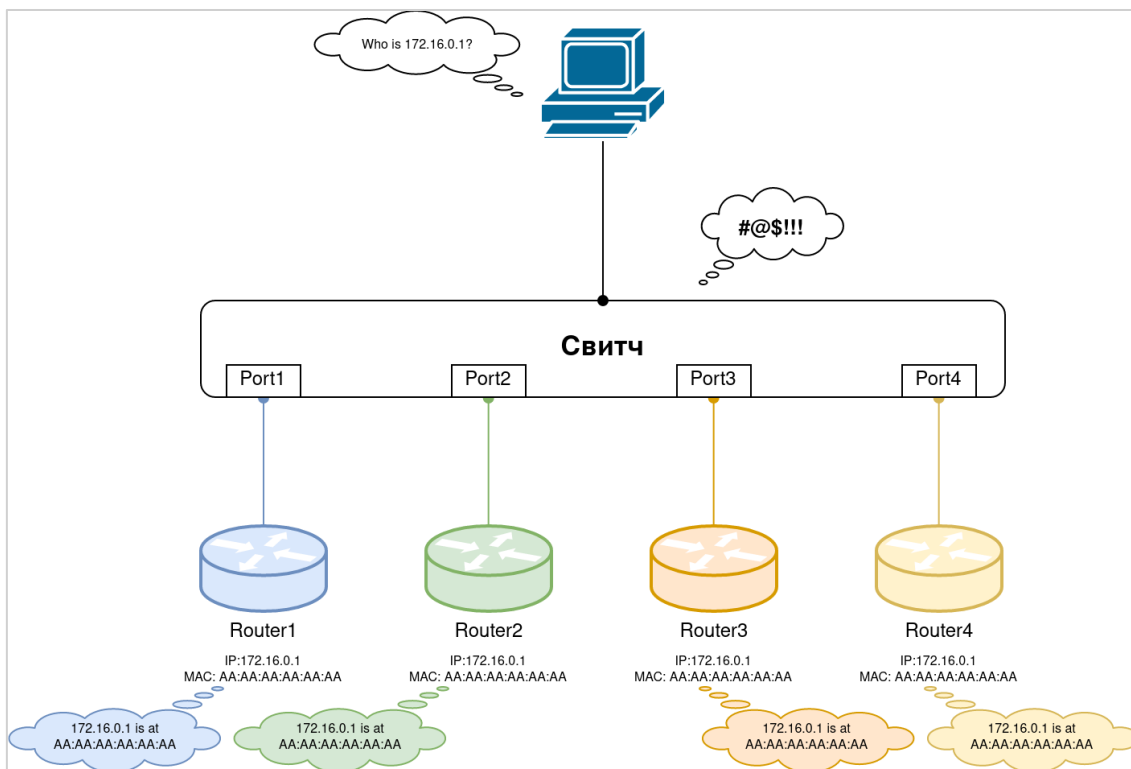 Who is 172.16.0.1?
#@$!!!
Свитч
Port1
Port2
Port3
Port4
Router1
Router2
Router3
Router4
IP:172.16.0.1
MAC: AA:AA:AA:AA:AA:AA
IP:172.16.0.1
MAC: AA:AA:AA:AA:AA:AA
IP:172.16.0.1
MAC: AA:AA:AA:AA:AA:AA
IP:172.16.0.1
MAC: AA:AA:AA:AA:AA:AA
172.16.0.1 is at
AA:AA:AA:AA:AA:AA
172.16.0.1 is at
AA:AA:AA:AA:AA:AA
172.16.0.1 is at
AA:AA:AA:AA:AA:AA
172.16.0.1 is at
AA:AA:AA:AA:AA:AA